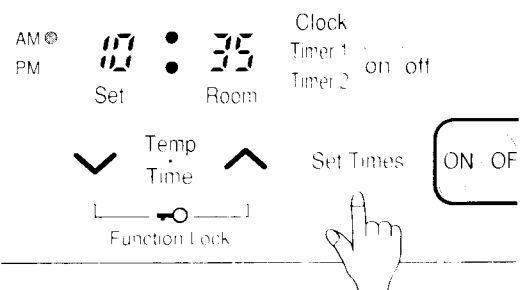 AM 10 : 35 Clock
PM Set Room Timer 1 on off
Timer 2
Temp
Time
Set Times
ON OF
Function Lock